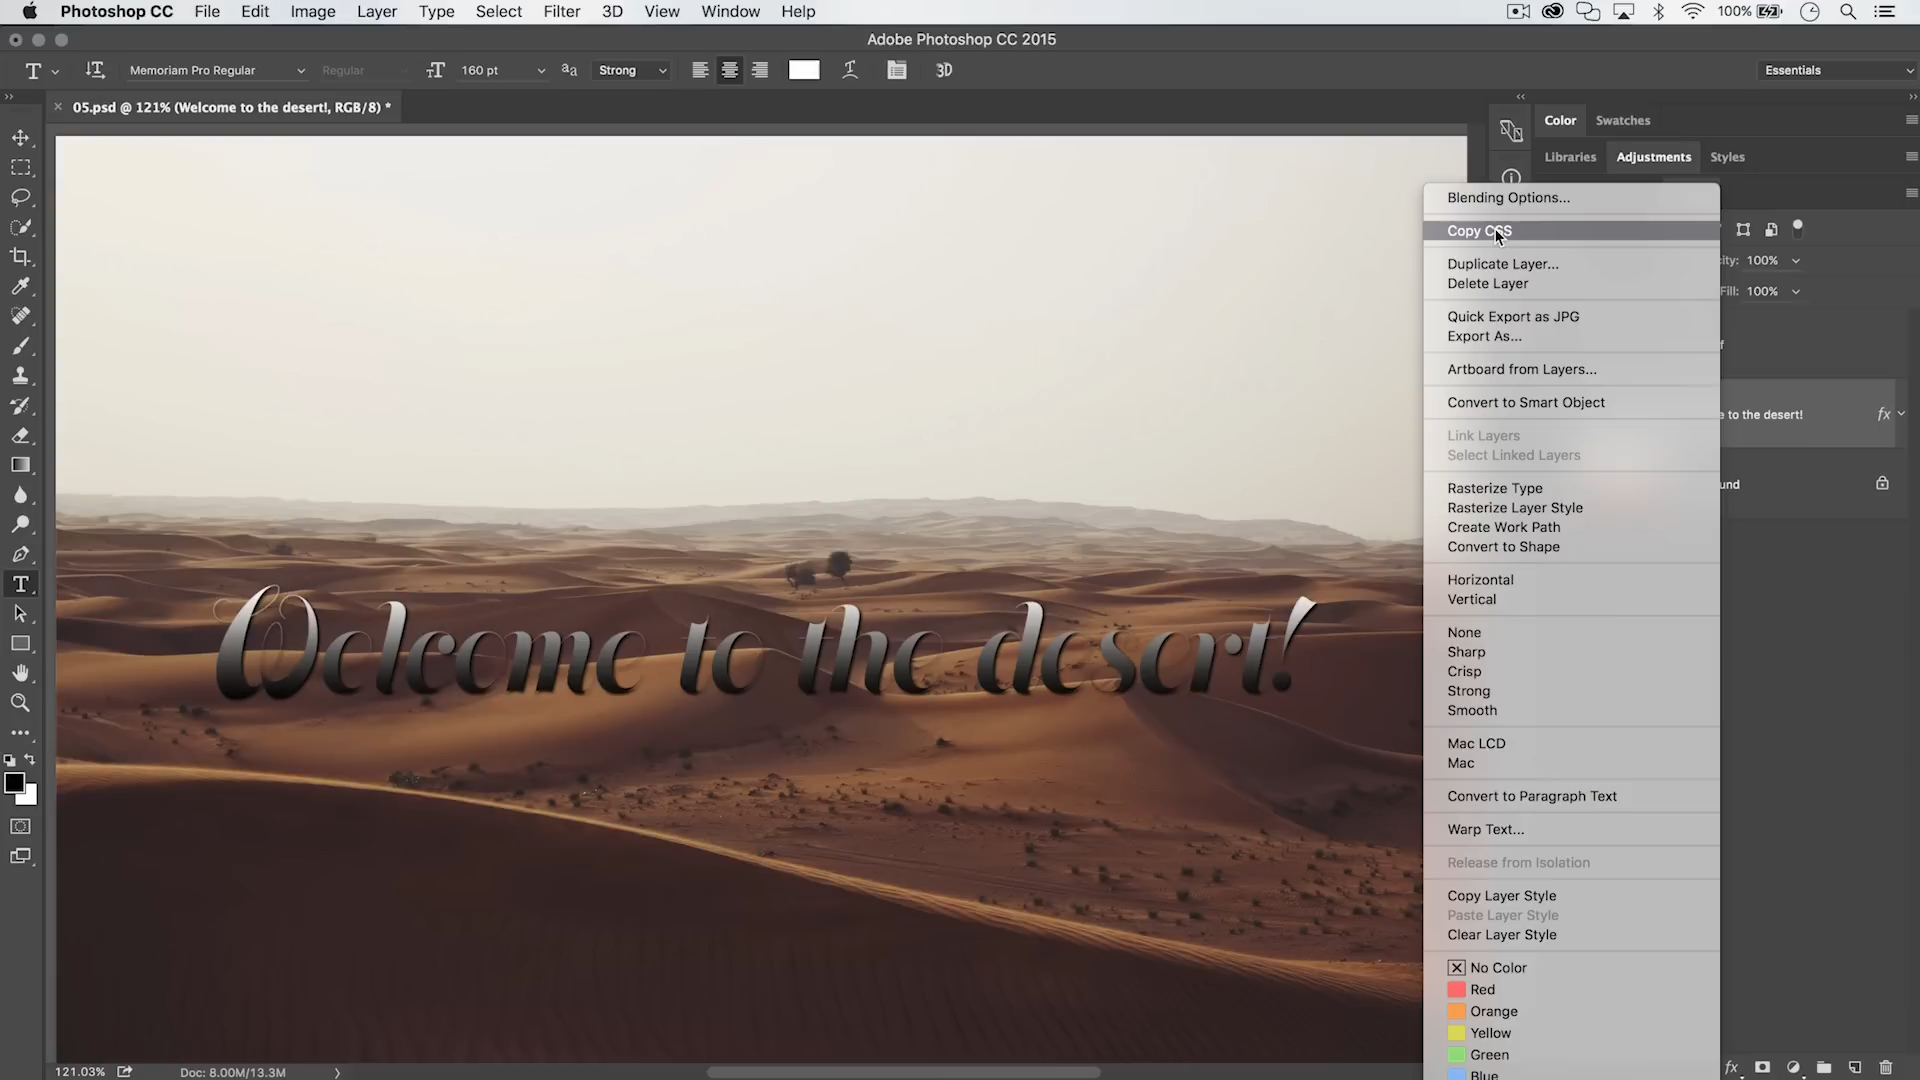 Photoshop CC File Edit Image Layer Type Select Filter 3D View Window Help 100%
Adobe Photoshop CC 2015
Memoriam Pro Regular Regular 160 pt Strong 3D Essentials
05.psd @ 121% (Welcome to the desert!, RGB/8) *
Color Swatches
Libraries Adjustments Styles
Blending Options...
Copy CSS
city: 100%
Duplicate Layer...
Delete Layer
Fill: 100%
Quick Export as JPG
Export As...
Artboard from Layers...
Convert to Smart Object
e to the desert! fx
Link Layers
Select Linked Layers
und
Rasterize Type
Rasterize Layer Style
Create Work Path
Convert to Shape
Horizontal
Vertical
Welcome to the desert!
None
Sharp
Crisp
Strong
Smooth
Mac LCD
Mac
Convert to Paragraph Text
Warp Text...
Release from Isolation
Copy Layer Style
Paste Layer Style
Clear Layer Style
No Color
Red
Orange
Yellow
Green
Blue
121.03% Doc: 8.00M/13.3M fx